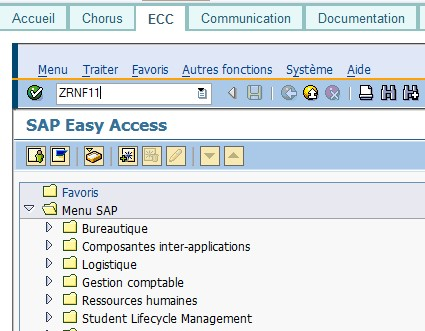 Accueil Chorus ECC Communication Documentation
Menu Traiter Favoris Autres fonctions Système Aide
ZRNF11
SAP Easy Access
Favoris
Menu SAP
Bureautique
Composantes inter-applications
Logistique
Gestion comptable
Ressources humaines
Student Lifecycle Management